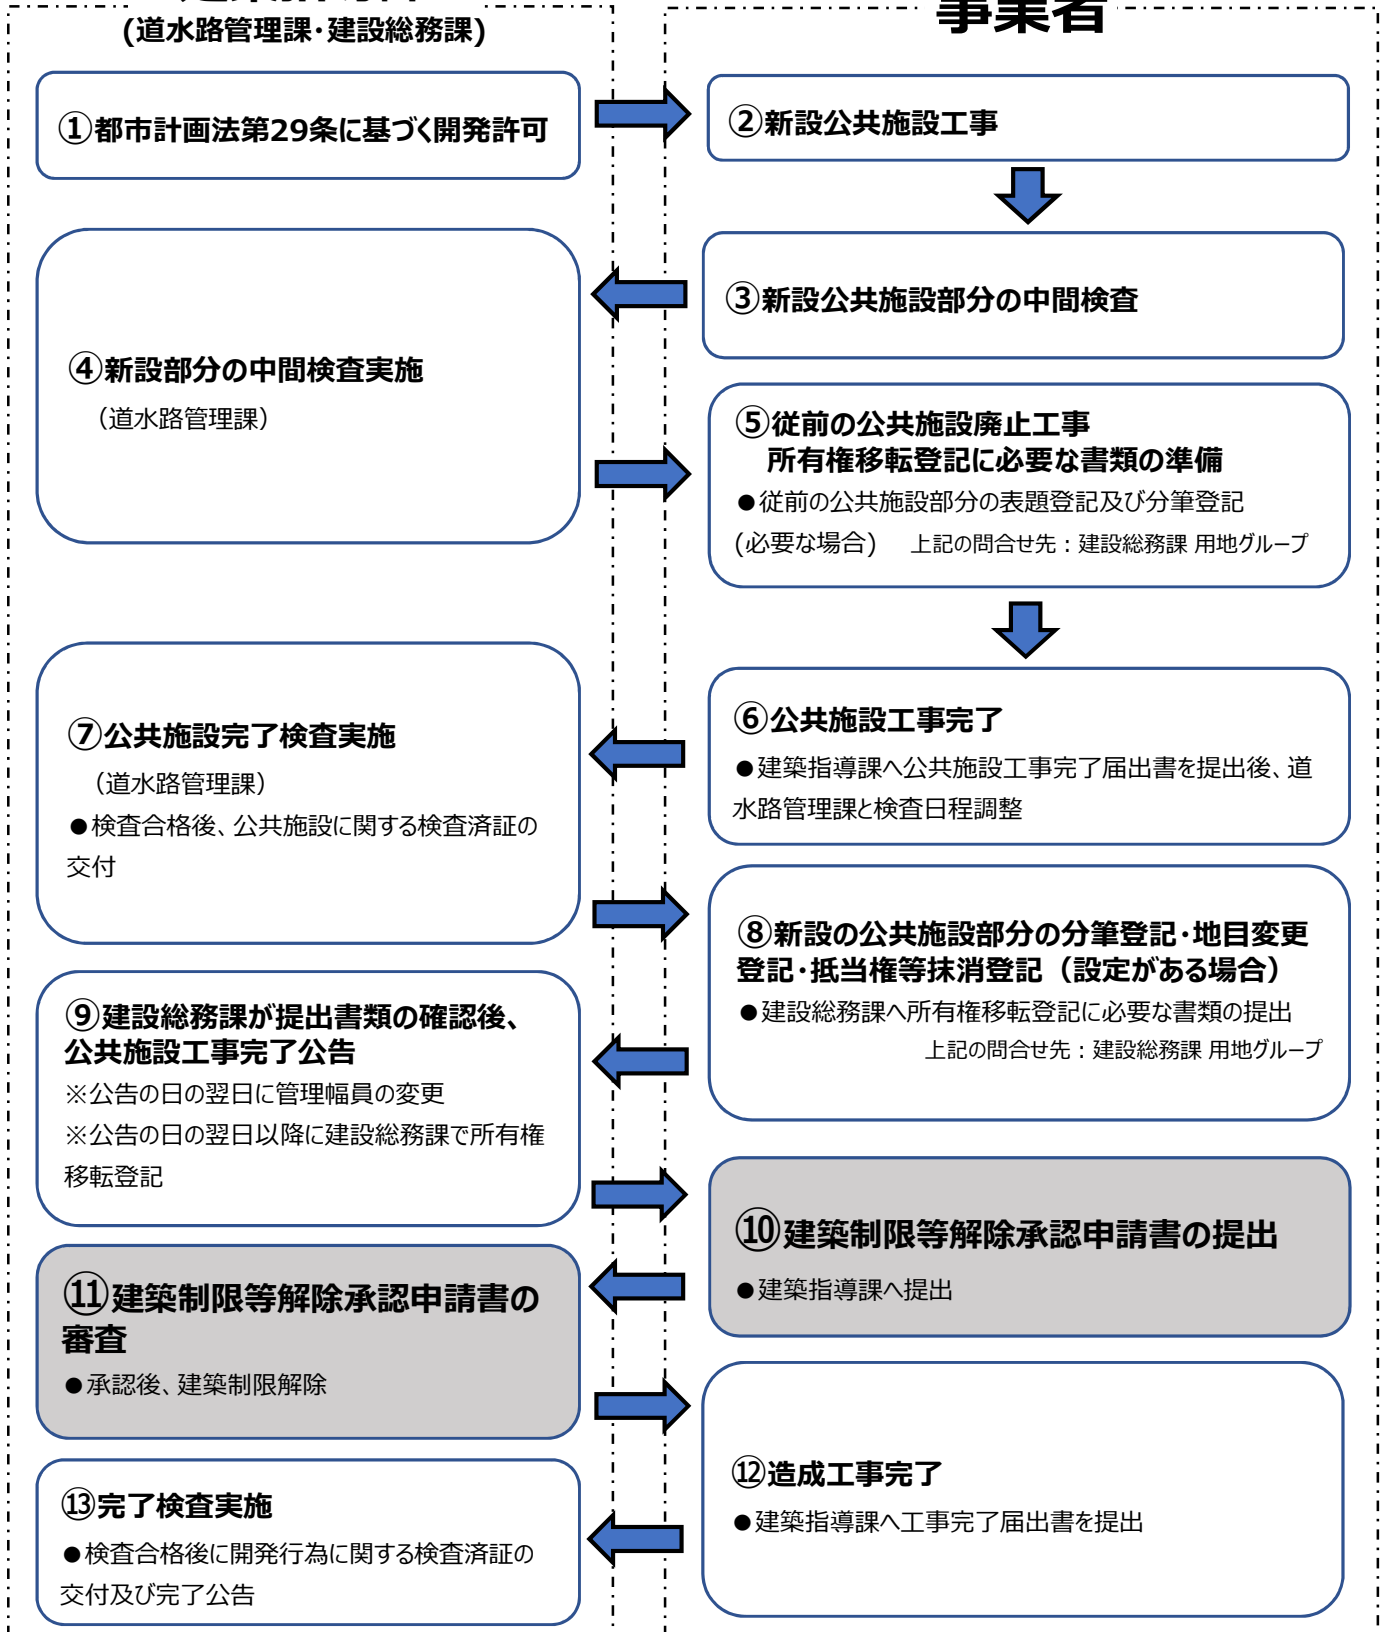 (道水路管理課・建設総務課)
事業者
①都市計画法第29条に基づく開発許可
②新設公共施設工事
③新設公共施設部分の中間検査
④新設部分の中間検査実施
（道水路管理課）
⑤従前の公共施設廃止工事
所有権移転登記に必要な書類の準備
●従前の公共施設部分の表題登記及び分筆登記
(必要な場合)　上記の問合せ先：建設総務課 用地グループ
⑥公共施設工事完了
●建築指導課へ公共施設工事完了届出書を提出後、道
水路管理課と検査日程調整
⑦公共施設完了検査実施
（道水路管理課）
●検査合格後、公共施設に関する検査済証の
交付
⑧新設の公共施設部分の分筆登記・地目変更
登記・抵当権等抹消登記（設定がある場合）
●建設総務課へ所有権移転登記に必要な書類の提出
上記の問合せ先：建設総務課 用地グループ
⑨建設総務課が提出書類の確認後、
公共施設工事完了公告
※公告の日の翌日に管理幅員の変更
※公告の日の翌日以降に建設総務課で所有権
移転登記
⑩建築制限等解除承認申請書の提出
●建築指導課へ提出
⑪建築制限等解除承認申請書の
審査
●承認後、建築制限解除
⑫造成工事完了
●建築指導課へ工事完了届出書を提出
⑬完了検査実施
●検査合格後に開発行為に関する検査済証の
交付及び完了公告